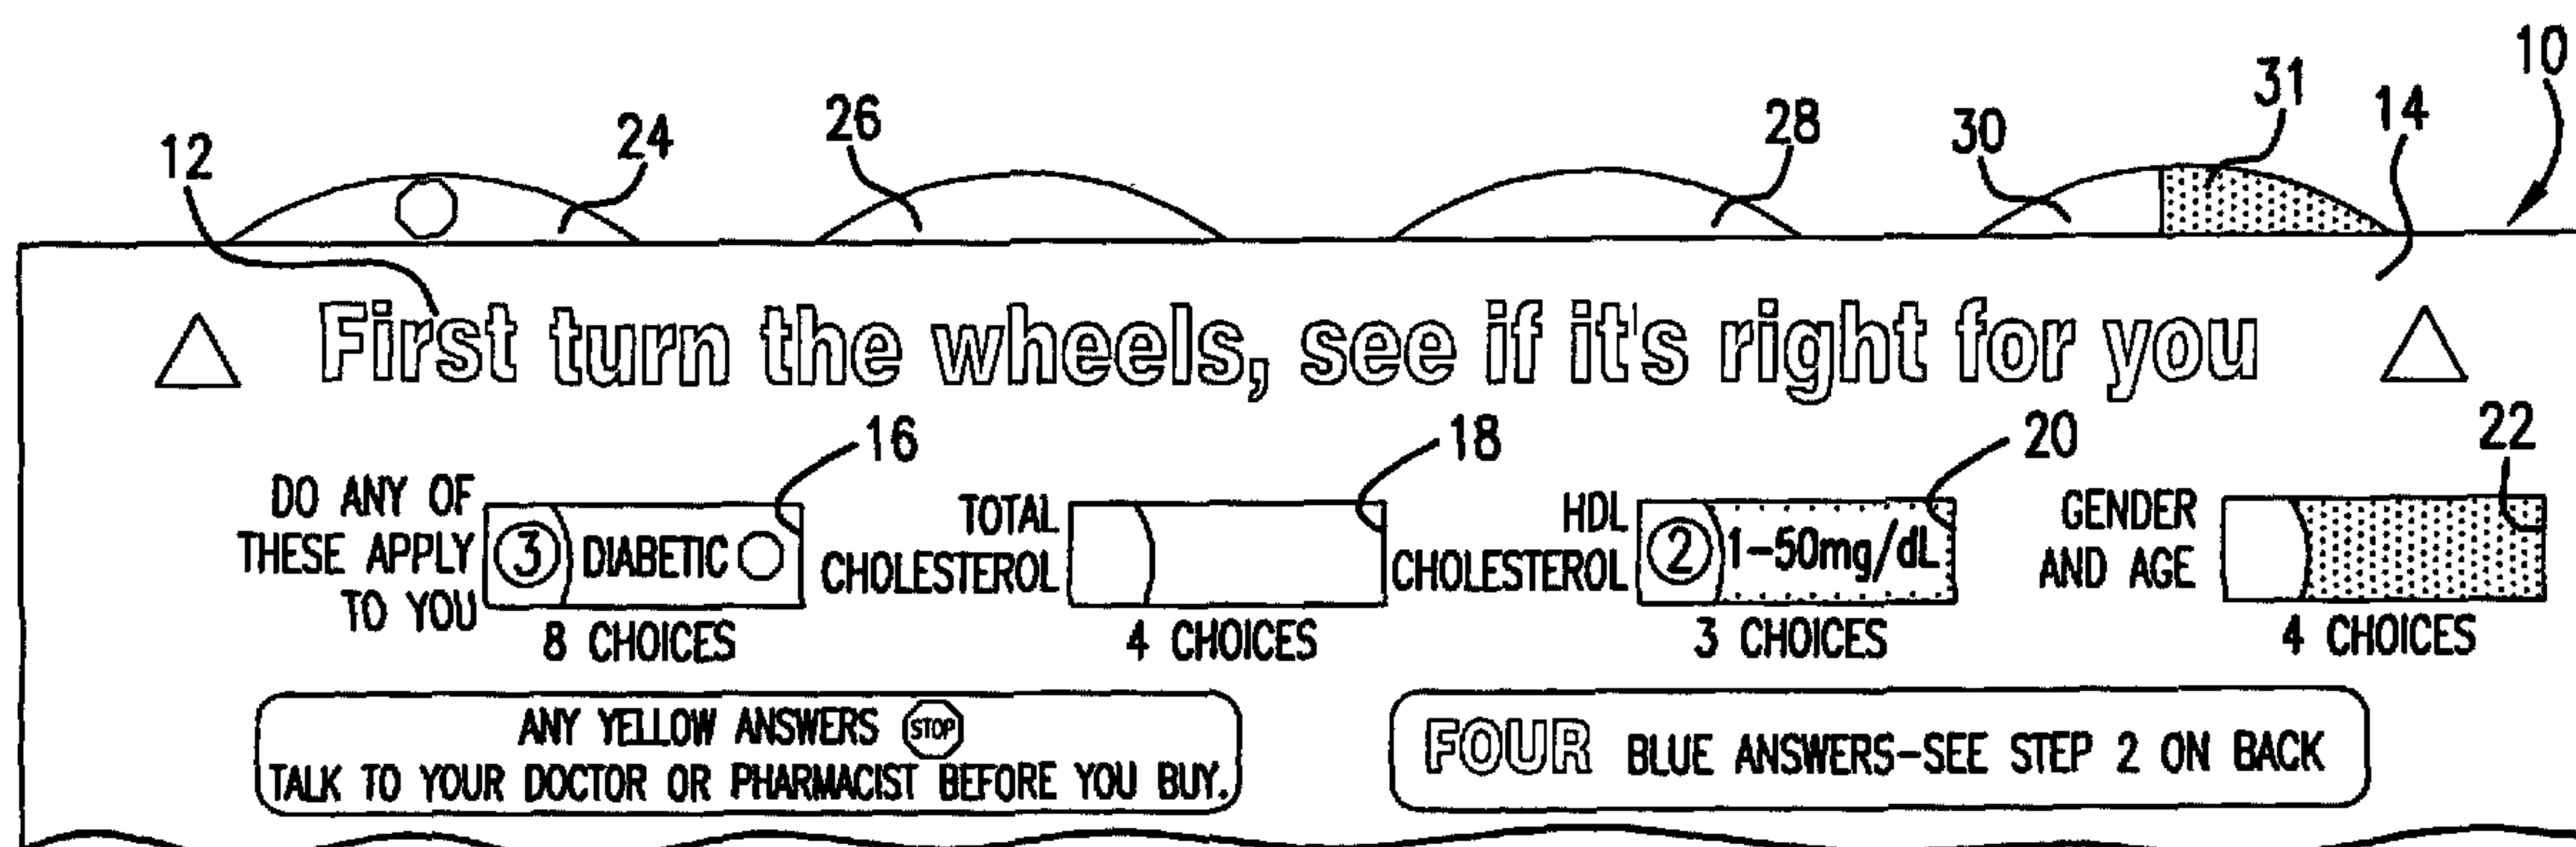 10
31
14
26
28
30
24
12
First turn the wheels, see if it's right for you
16
18
20
22
DO ANY OF
THESE APPLY
TO YOU
3 DIABETIC
8 CHOICES
TOTAL
CHOLESTEROL
4 CHOICES
HDL
CHOLESTEROL
2 1-50mg/dL
3 CHOICES
GENDER
AND AGE
4 CHOICES
ANY YELLOW ANSWERS STOP
TALK TO YOUR DOCTOR OR PHARMACIST BEFORE YOU BUY.
FOUR BLUE ANSWERS-SEE STEP 2 ON BACK